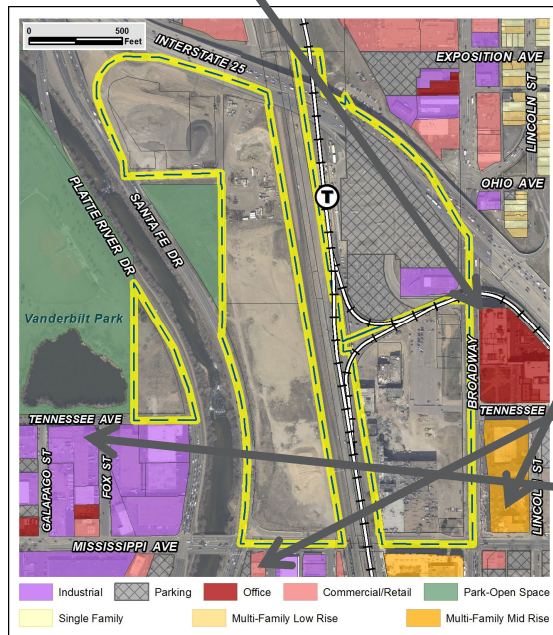 0 500
Feet
INTERSTATE 25
EXPOSITION AVE
LINCOLN ST
OHIO AVE
T
PLATTE RIVER DR
SANTA FE DR
Vanderbilt Park
BROADWAY
TENNESSEE AVE
TENNESSEE
GALAPAGO ST
FOX ST
LINCOLN ST
MISSISSIPPI AVE
Industrial Parking Office Commercial/Retail Park-Open Space
Single Family Multi-Family Low Rise Multi-Family Mid Rise